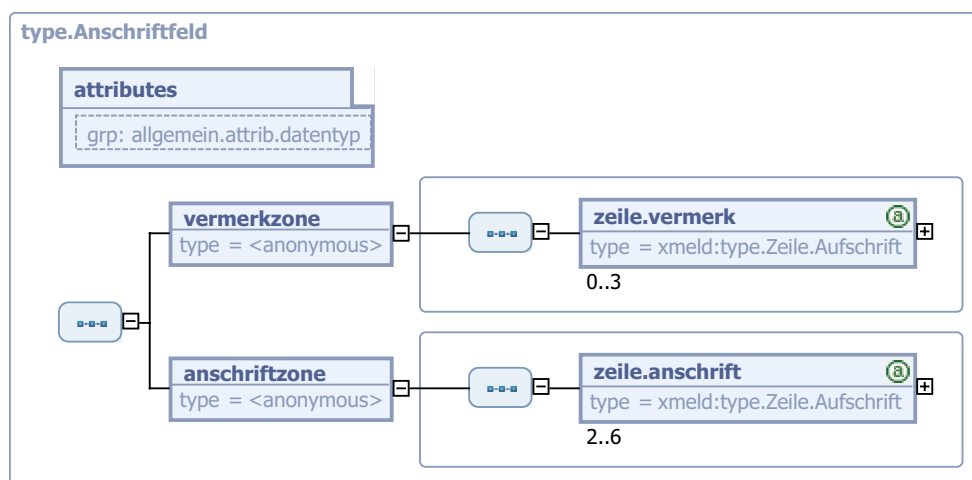 type.Anschriftfeld
attributes
grp: allgemein.attrib.datentyp
vermerkzone
type = <anonymous>
zeile.vermerk
type = xmeld:type.Zeile.Aufschrift
0..3
anschriftzone
type = <anonymous>
zeile.anschrift
type = xmeld:type.Zeile.Aufschrift
2..6